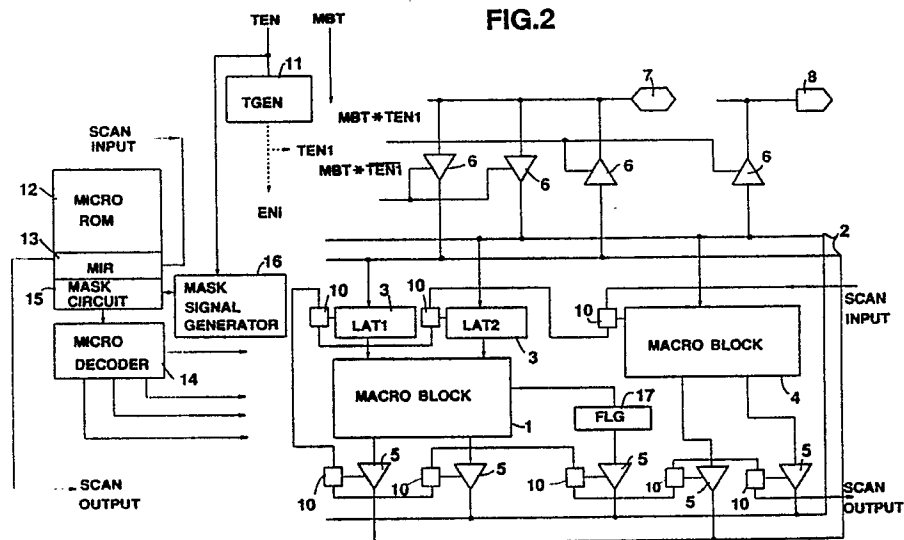 FIG.2
TEN MBT
11
TGEN
7
8
MBT*TEN1
SCAN
INPUT
TEN1
MBT*TEN1
6
6
6
6
ENI
12
MICRO
ROM
13
MIR
15
MASK
CIRCUIT
16
MASK
SIGNAL
GENERATOR
2
10
3
LAT1
10
LAT2
3
10
SCAN
INPUT
MACRO BLOCK
4
MICRO
DECODER
14
MACRO BLOCK
1
17
FLG
5
5
5
5
5
10
10
10
10
10
SCAN
OUTPUT
SCAN
OUTPUT